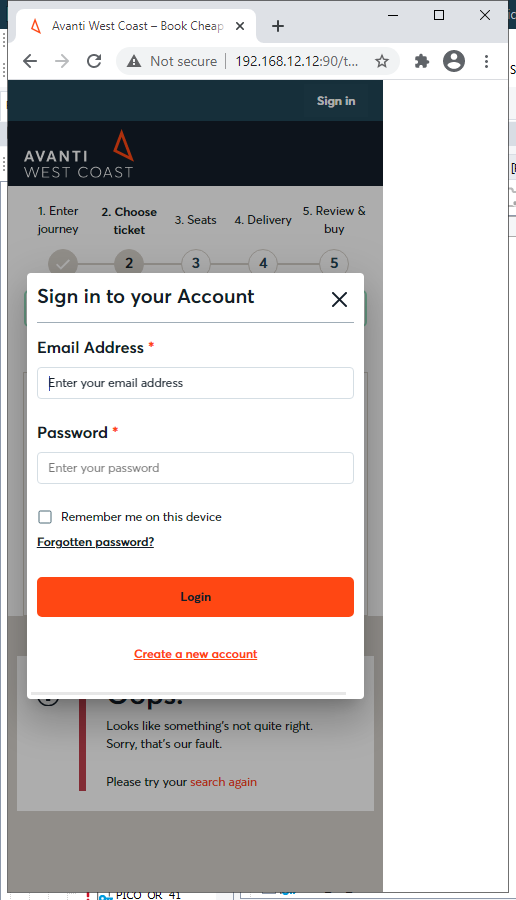 Avanti West Coast – Book Cheap
Not secure
192.168.12.12:90/t...
Sign in
AVANTI
WEST COAST
1. Enter journey
2. Choose ticket
3. Seats
4. Delivery
5. Review & buy
2
3
4
5
Sign in to your Account
Email Address *
Enter your email address
Password *
Enter your password
Remember me on this device
Forgotten password?
Login
Create a new account
Oops!
Looks like something's not quite right.
Sorry, that's our fault.
Please try your search again
PICO_OR_41